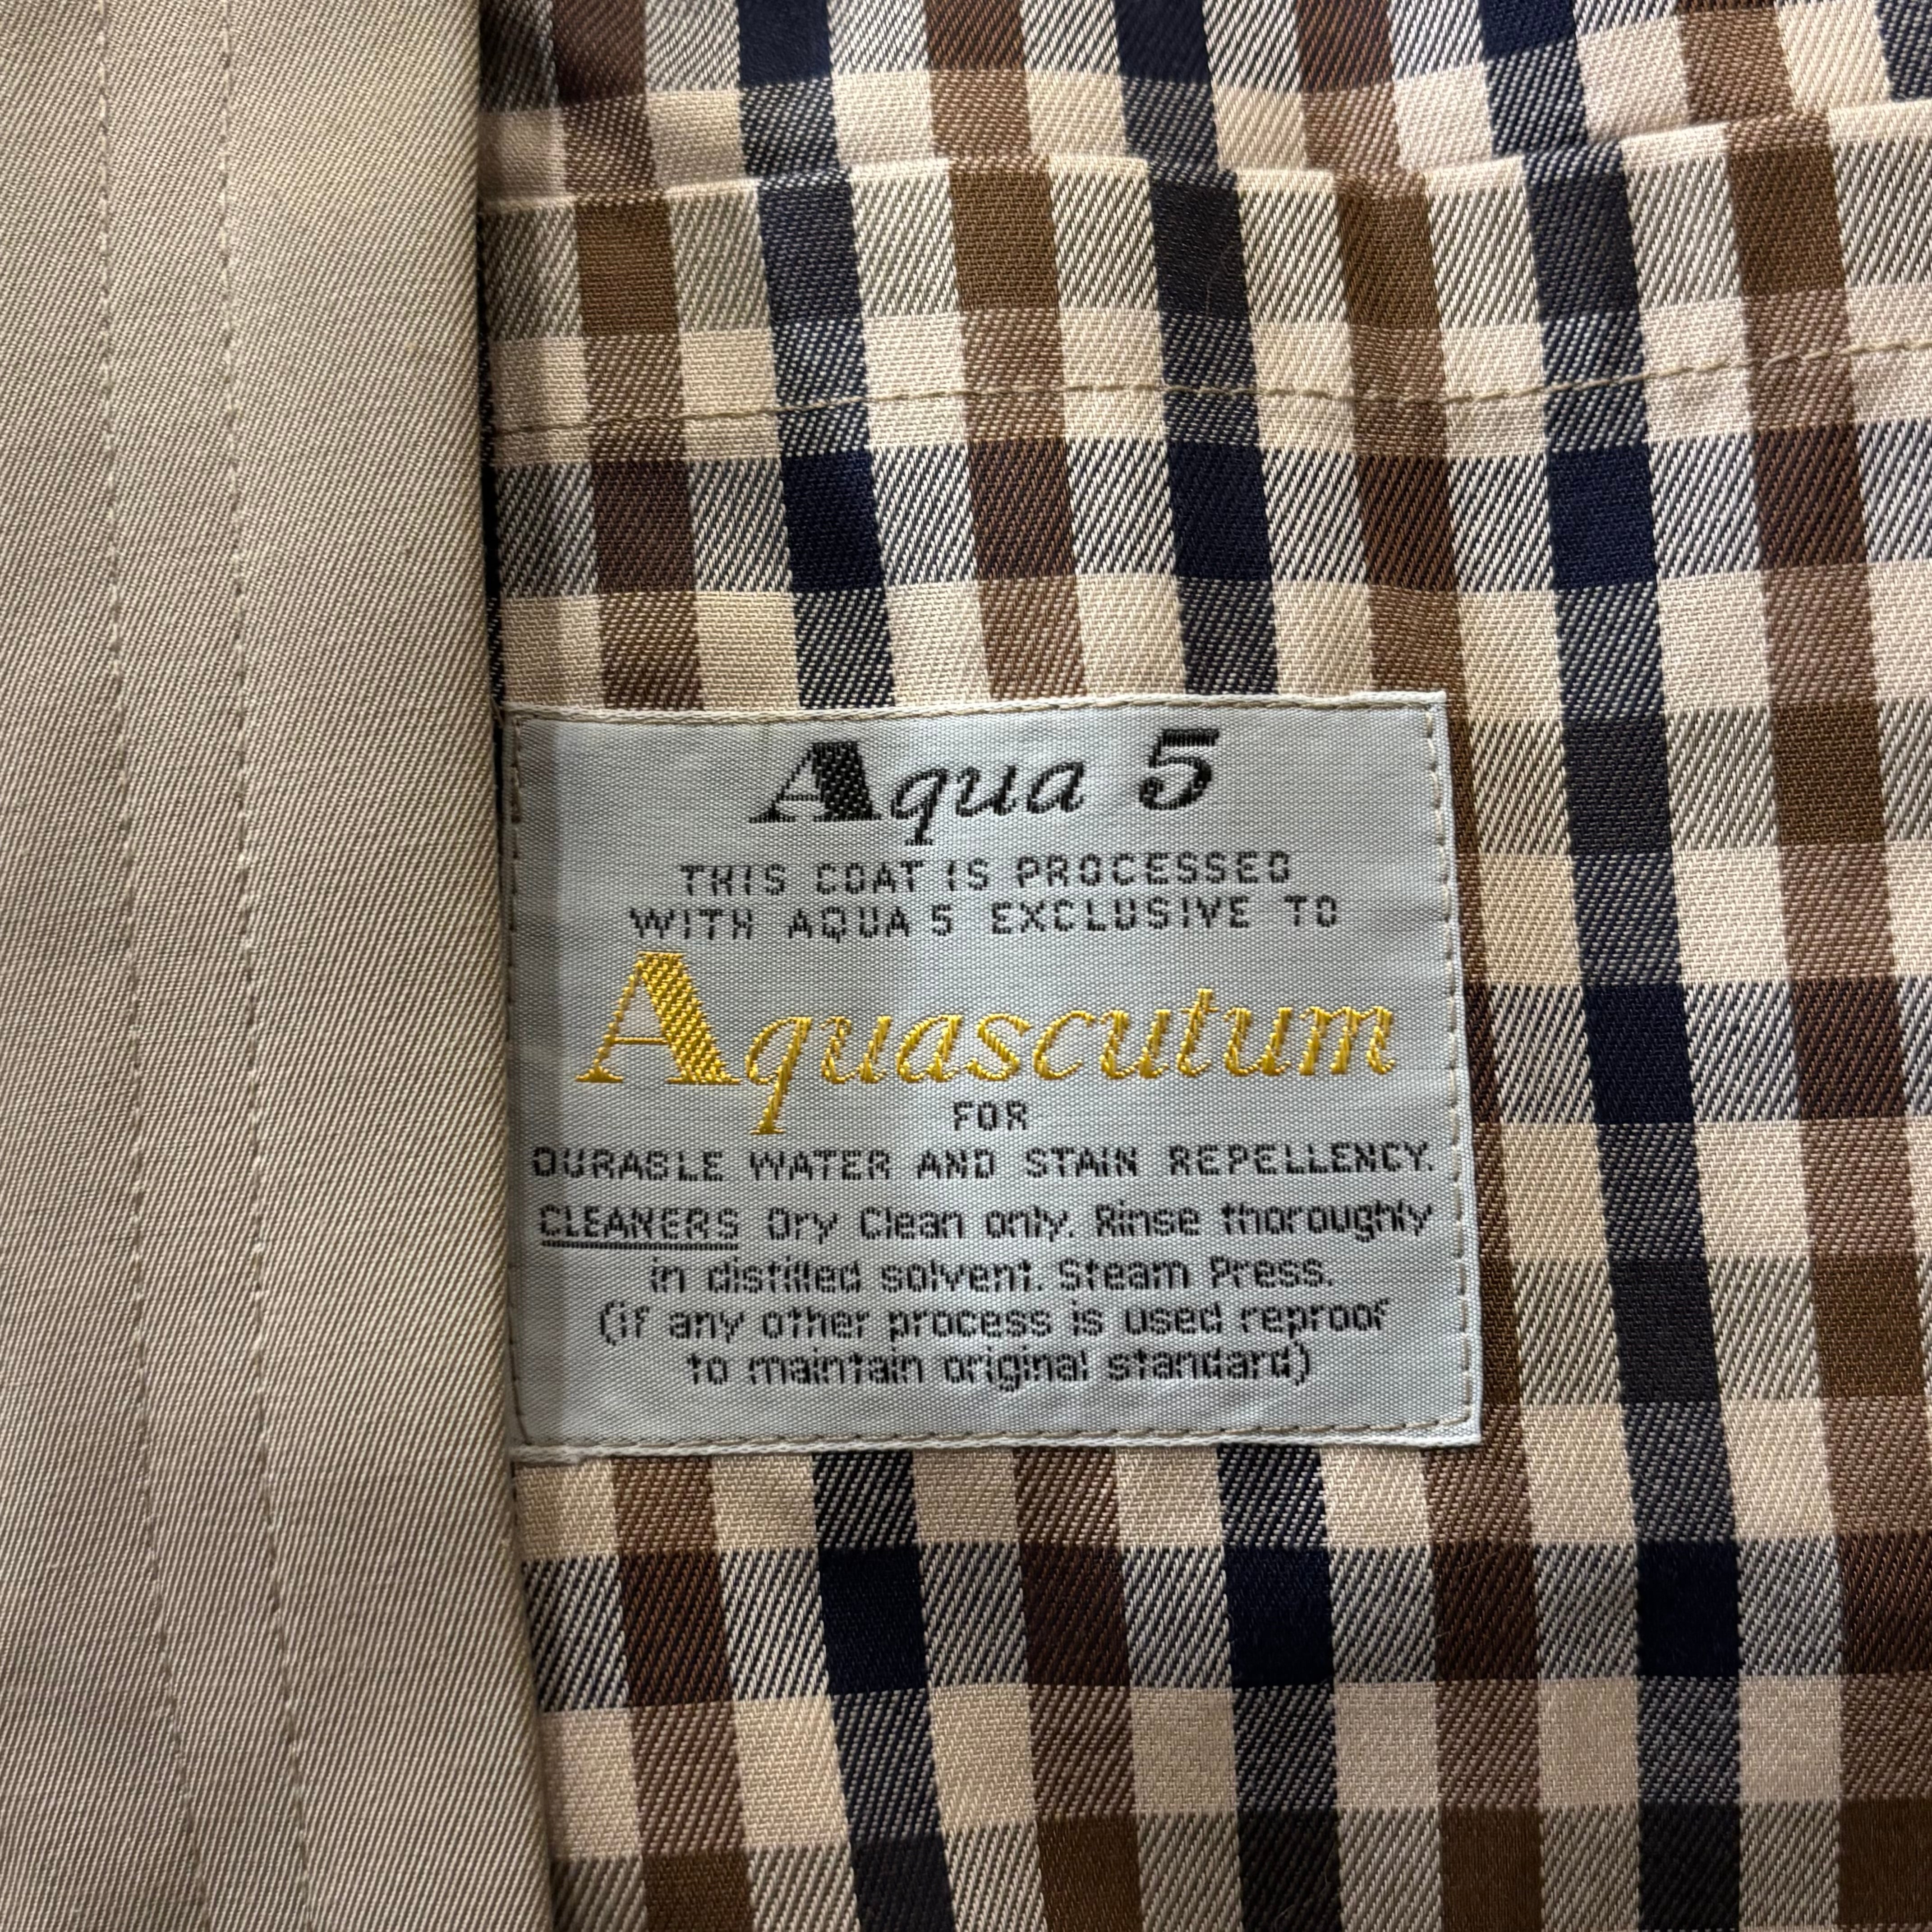 Aqua 5
THIS COAT IS PROCESSED
WITH AQUA 5 EXCLUSIVE TO
Aquascutum
FOR
DURABLE WATER AND STAIN REPELLENCY.
CLEANERS Dry Clean only. Rinse thoroughly
in distilled solvent. Steam Press.
(if any other process is used reproof
to maintain original standard)